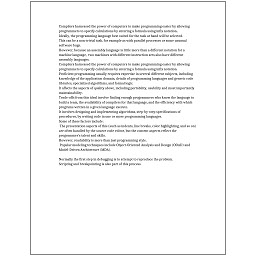 Compilers harnessed the power of computers to make programming easier by allowing
programmers to specify calculations by entering a formula using infix notation.
Ideally, the programming language best suited for the task at hand will be selected.
This can be a non-trivial task, for example as with parallel processes or some unusual
software bugs.
However, because an assembly language is little more than a different notation for a
machine language, two machines with different instruction sets also have different
assembly languages.
Compilers harnessed the power of computers to make programming easier by allowing
programmers to specify calculations by entering a formula using infix notation.
Proficient programming usually requires expertise in several different subjects, including
knowledge of the application domain, details of programming languages and generic code
libraries, specialized algorithms, and formal logic.
It affects the aspects of quality above, including portability, usability and most importantly
maintainability.
Trade-offs from this ideal involve finding enough programmers who know the language to
build a team, the availability of compilers for that language, and the efficiency with which
programs written in a given language execute.
It involves designing and implementing algorithms, step-by-step specifications of
procedures, by writing code in one or more programming languages.
Some of these factors include:
The presentation aspects of this (such as indents, line breaks, color highlighting, and so on)
are often handled by the source code editor, but the content aspects reflect the
programmer's talent and skills.
However, readability is more than just programming style.
Popular modeling techniques include Object-Oriented Analysis and Design (OOAD) and
Model-Driven Architecture (MDA).
Normally the first step in debugging is to attempt to reproduce the problem.
Scripting and breakpointing is also part of this process.